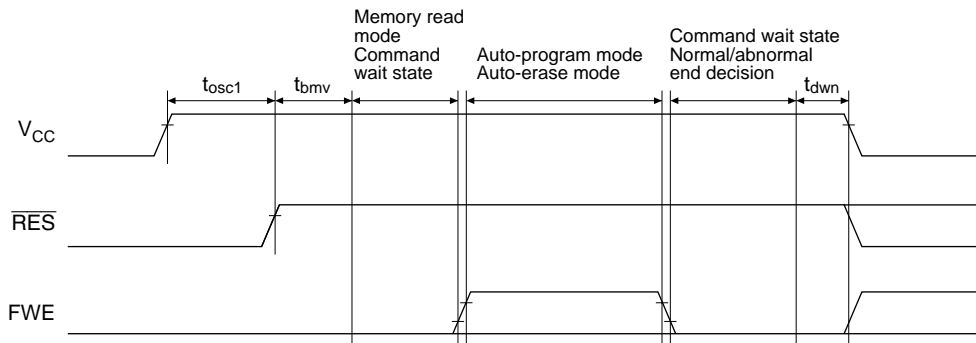 Memory read
mode
Command
wait state
Auto-program mode
Auto-erase mode
Command wait state
Normal/abnormal
end decision
tosc1
tbmv
tdwn
VCC
RES
FWE